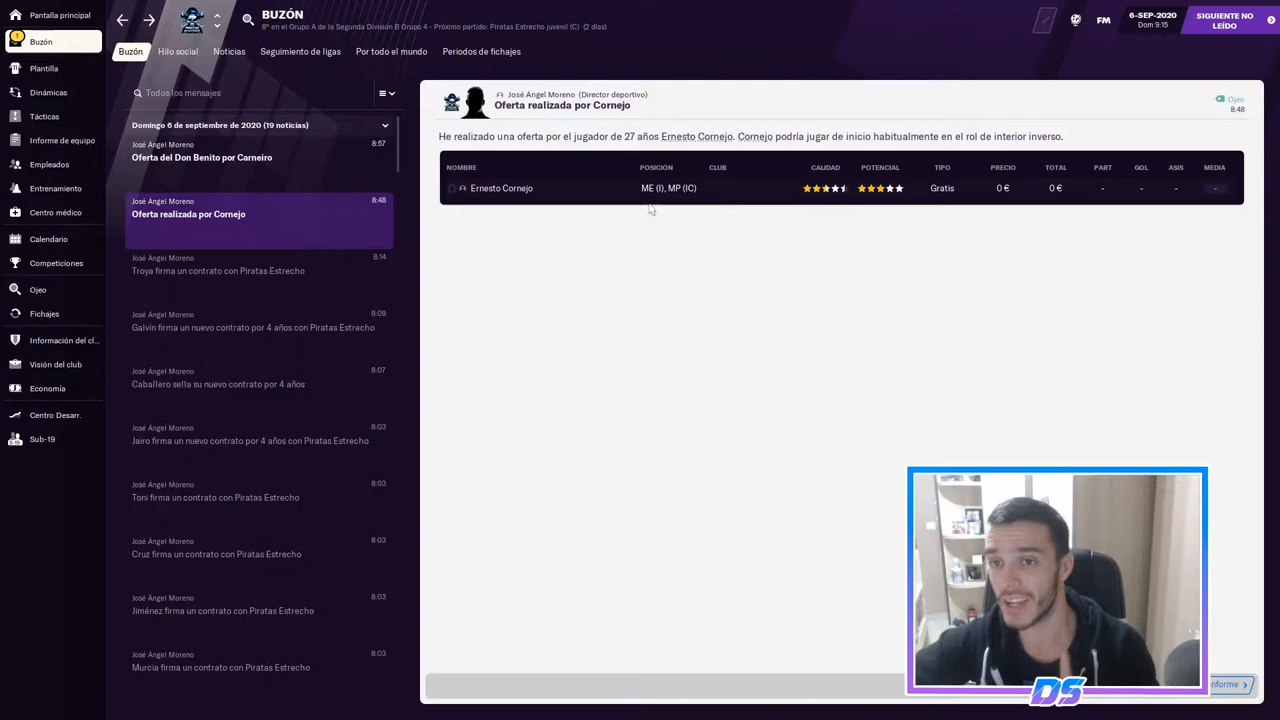 Pantalla principal
1
Buzón
Plantilla
Dinámicas
Tácticas
Informe de equipo
Empleados
Entrenamiento
Centro médico
Calendario
Competiciones
Ojeo
Fichajes
Información del cl...
Visión del club
Economía
Centro Desarr.
Sub-19
BUZÓN
8º en el Grupo A de la Segunda División B Grupo 4 - Próximo partido: Piratas Estrecho juvenil (C) (2 días)
FM
6-SEP-2020
Dom 9:15
SIGUIENTE NO LEÍDO
Buzón Hilo social Noticias Seguimiento de ligas Por todo el mundo Periodos de fichajes
Todos los mensajes
Domingo 6 de septiembre de 2020 (19 noticias)
José Ángel Moreno 8:57
Oferta del Don Benito por Carneiro
José Ángel Moreno 8:48
Oferta realizada por Cornejo
José Ángel Moreno 8:14
Troya firma un contrato con Piratas Estrecho
José Ángel Moreno 8:09
Galvín firma un nuevo contrato por 4 años con Piratas Estrecho
José Ángel Moreno 8:07
Caballero sella su nuevo contrato por 4 años
José Ángel Moreno 8:03
Jairo firma un nuevo contrato por 4 años con Piratas Estrecho
José Ángel Moreno 8:03
Toni firma un contrato con Piratas Estrecho
José Ángel Moreno 8:03
Cruz firma un contrato con Piratas Estrecho
José Ángel Moreno 8:03
Jiménez firma un contrato con Piratas Estrecho
José Ángel Moreno 8:03
Murcia firma un contrato con Piratas Estrecho
José Ángel Moreno (Director deportivo)
Oferta realizada por Cornejo
Ojeo
8:48
He realizado una oferta por el jugador de 27 años Ernesto Cornejo. Cornejo podría jugar de inicio habitualmente en el rol de interior inverso.
NOMBRE POSICIÓN CLUB CALIDAD POTENCIAL TIPO PRECIO TOTAL PART GOL ASIS MEDIA
Ernesto Cornejo ME (I), MP (IC) Gratis 0 € 0 € - - - -
informe
DS